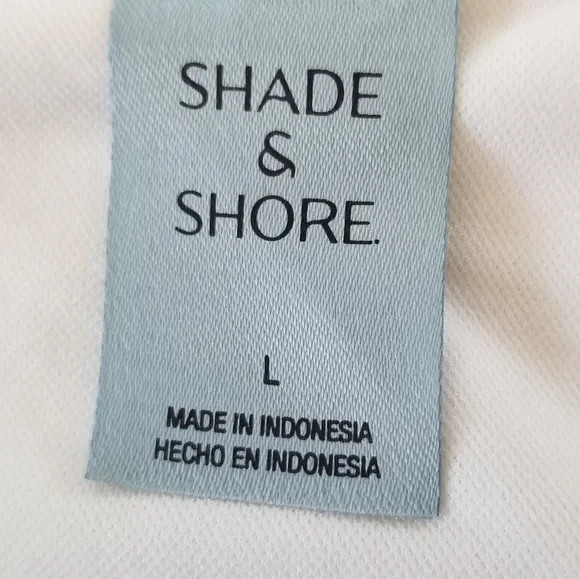 SHADE
&
SHORE.
L
MADE IN INDONESIA
HECHO EN INDONESIA